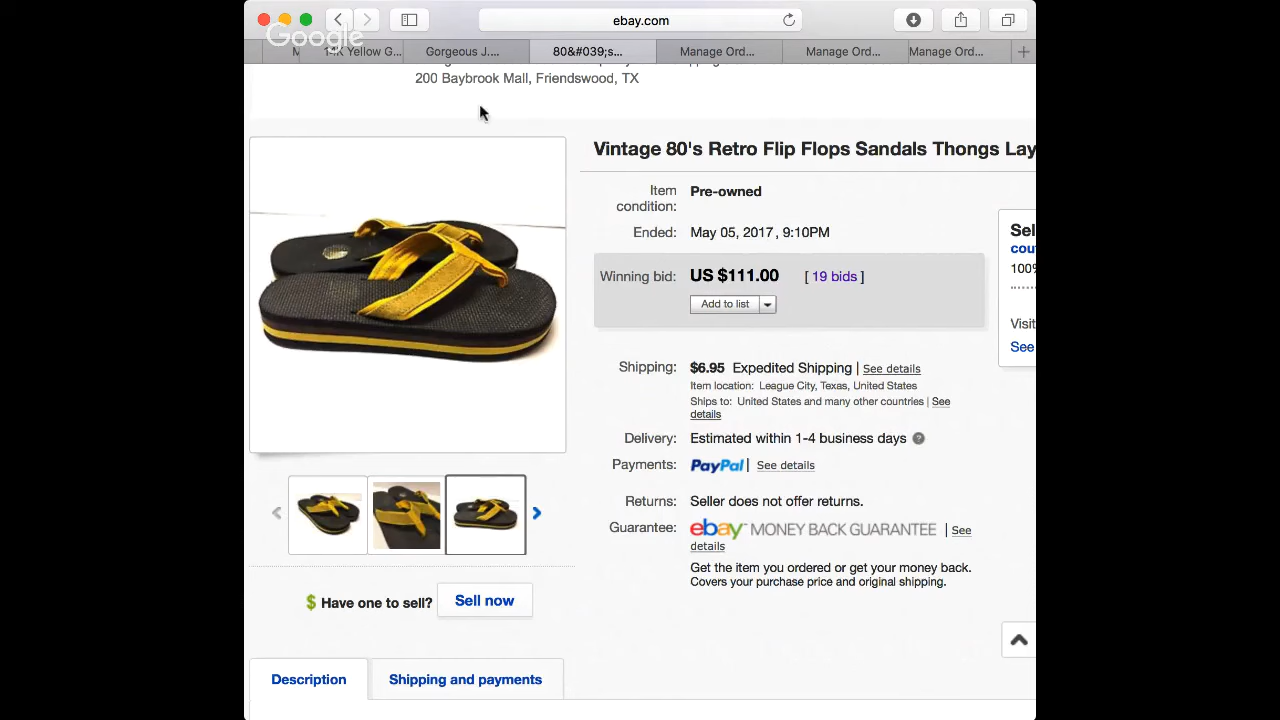 ebay.com
Google
14K Yellow G...
Gorgeous J....
80&#039;s...
Manage Ord...
Manage Ord...
Manage Ord...
200 Baybrook Mall, Friendswood, TX
Vintage 80's Retro Flip Flops Sandals Thongs Lay
Item condition:
Pre-owned
Ended: May 05, 2017 , 9:10PM
Winning bid: US $111.00 [ 19 bids ]
Add to list
Shipping: $6.95 Expedited Shipping | See details
Item location: League City, Texas, United States
Ships to: United States and many other countries | See
details
Delivery: Estimated within 1-4 business days ?
Payments: PayPal | See details
Returns: Seller does not offer returns.
Guarantee: ebay MONEY BACK GUARANTEE | See
details
Get the item you ordered or get your money back.
Covers your purchase price and original shipping.
Sel
cou
100%
Visit
See
$ Have one to sell? Sell now
Description
Shipping and payments